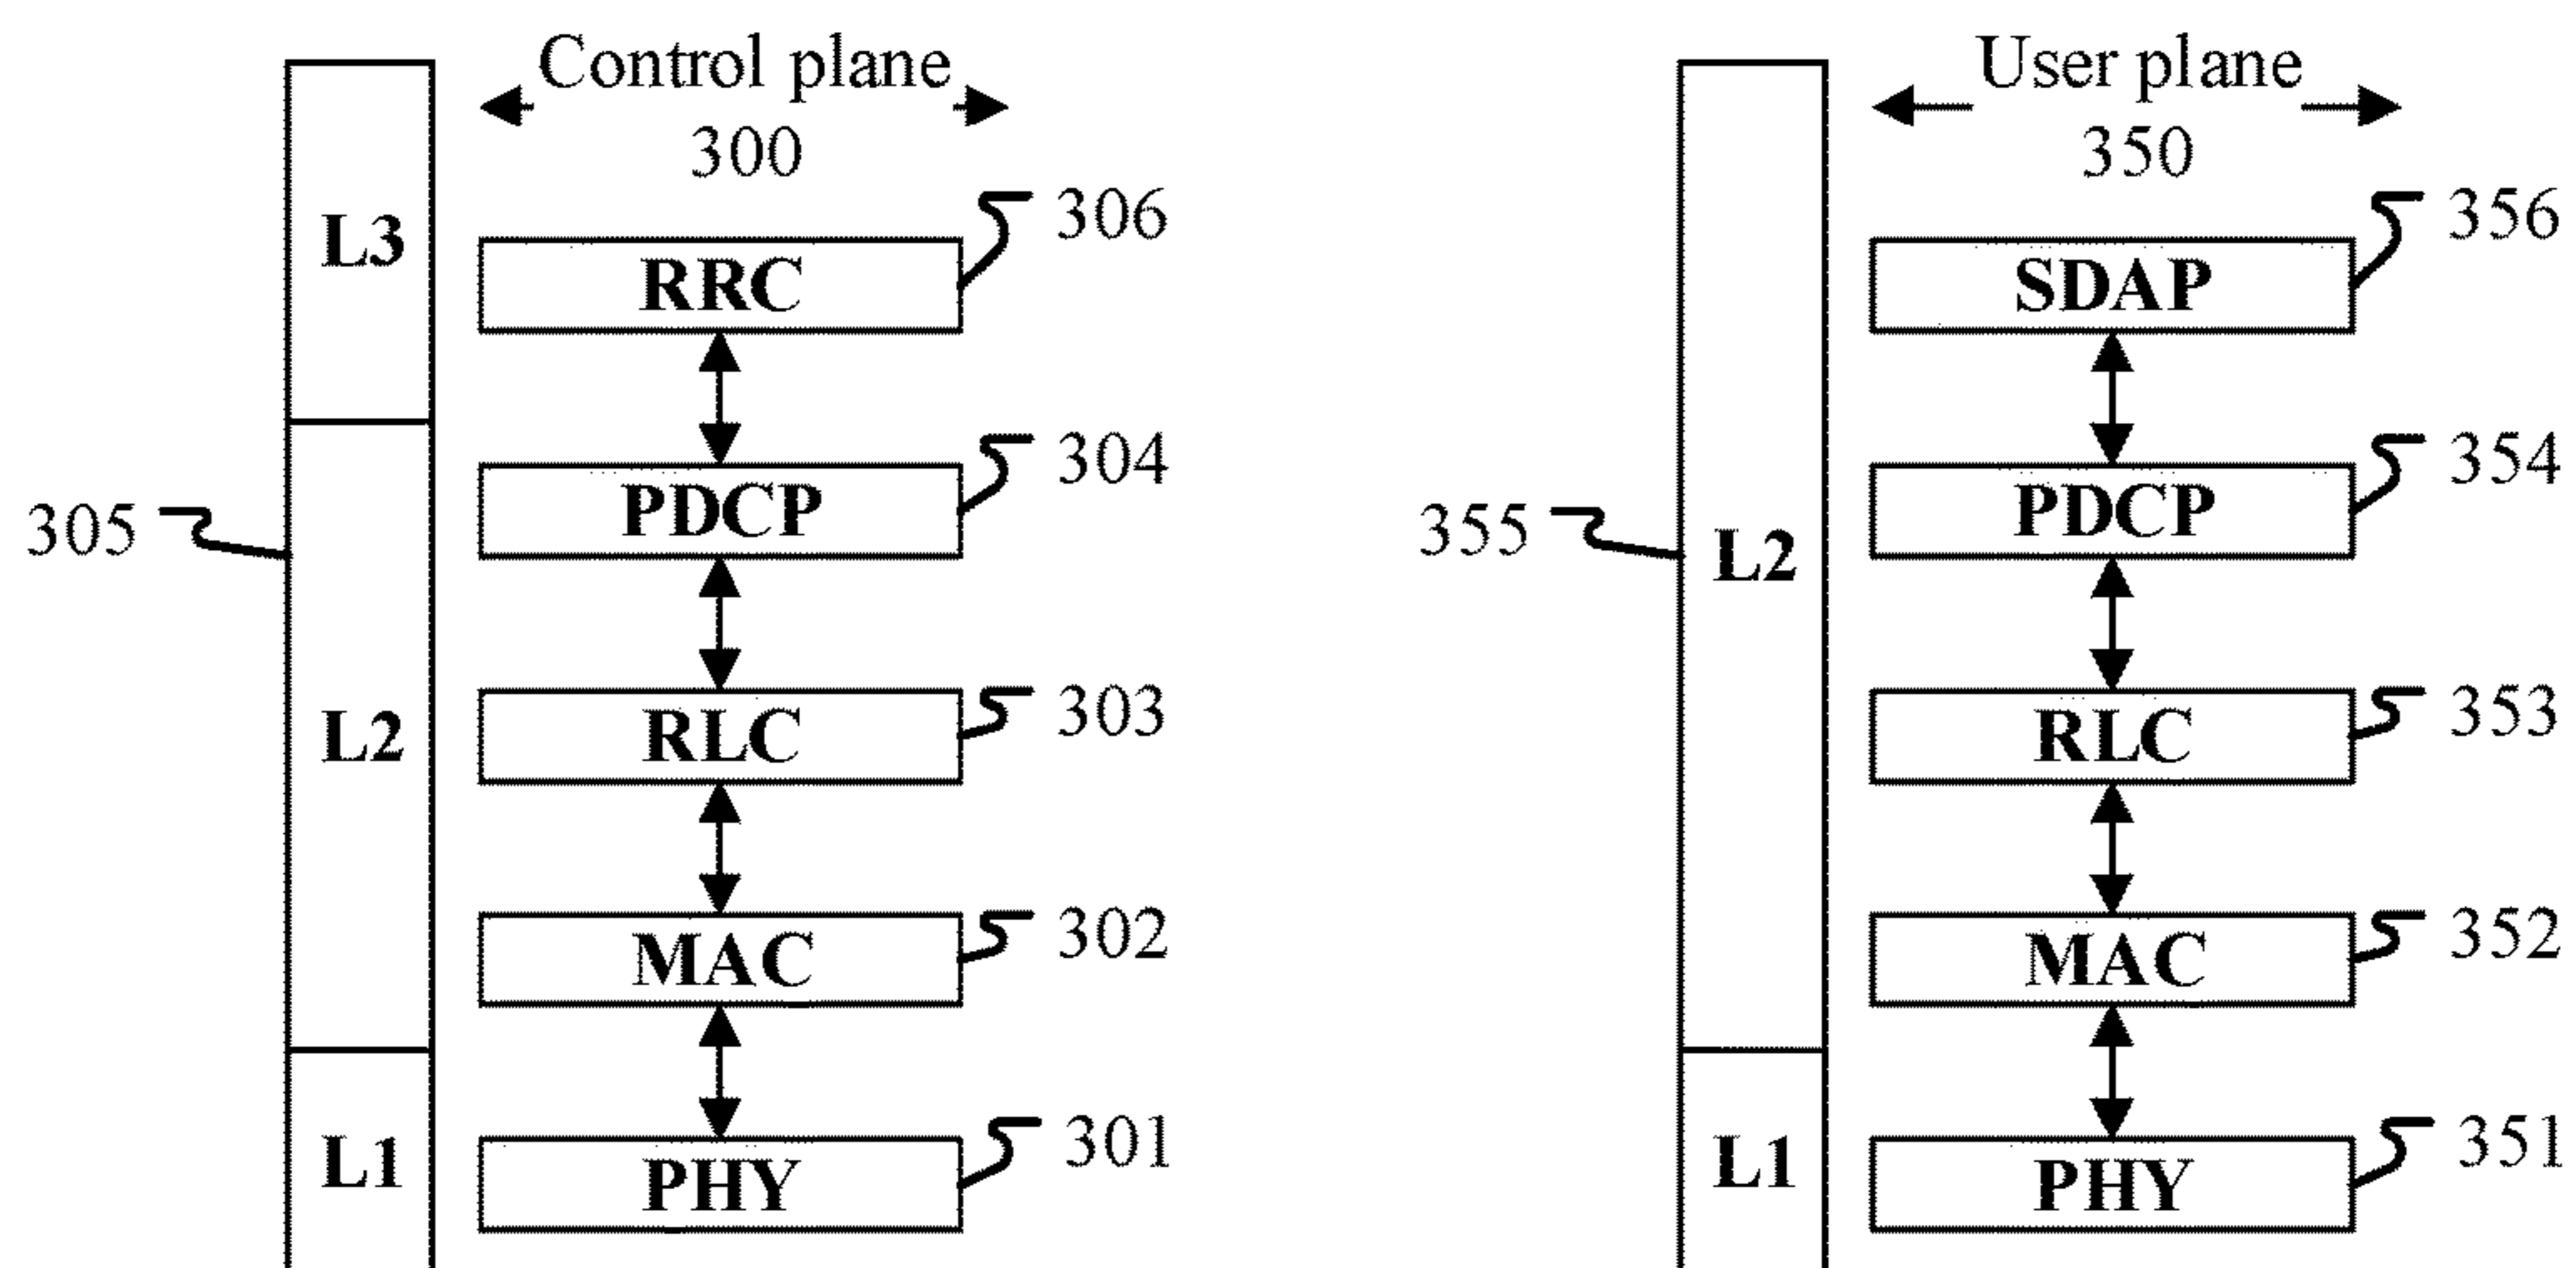 Control plane
300
L3
306
RRC
304
PDCP
305
303
L2
RLC
302
MAC
301
L1
PHY
User plane
350
356
SDAP
354
PDCP
355
L2
353
RLC
352
MAC
351
L1
PHY